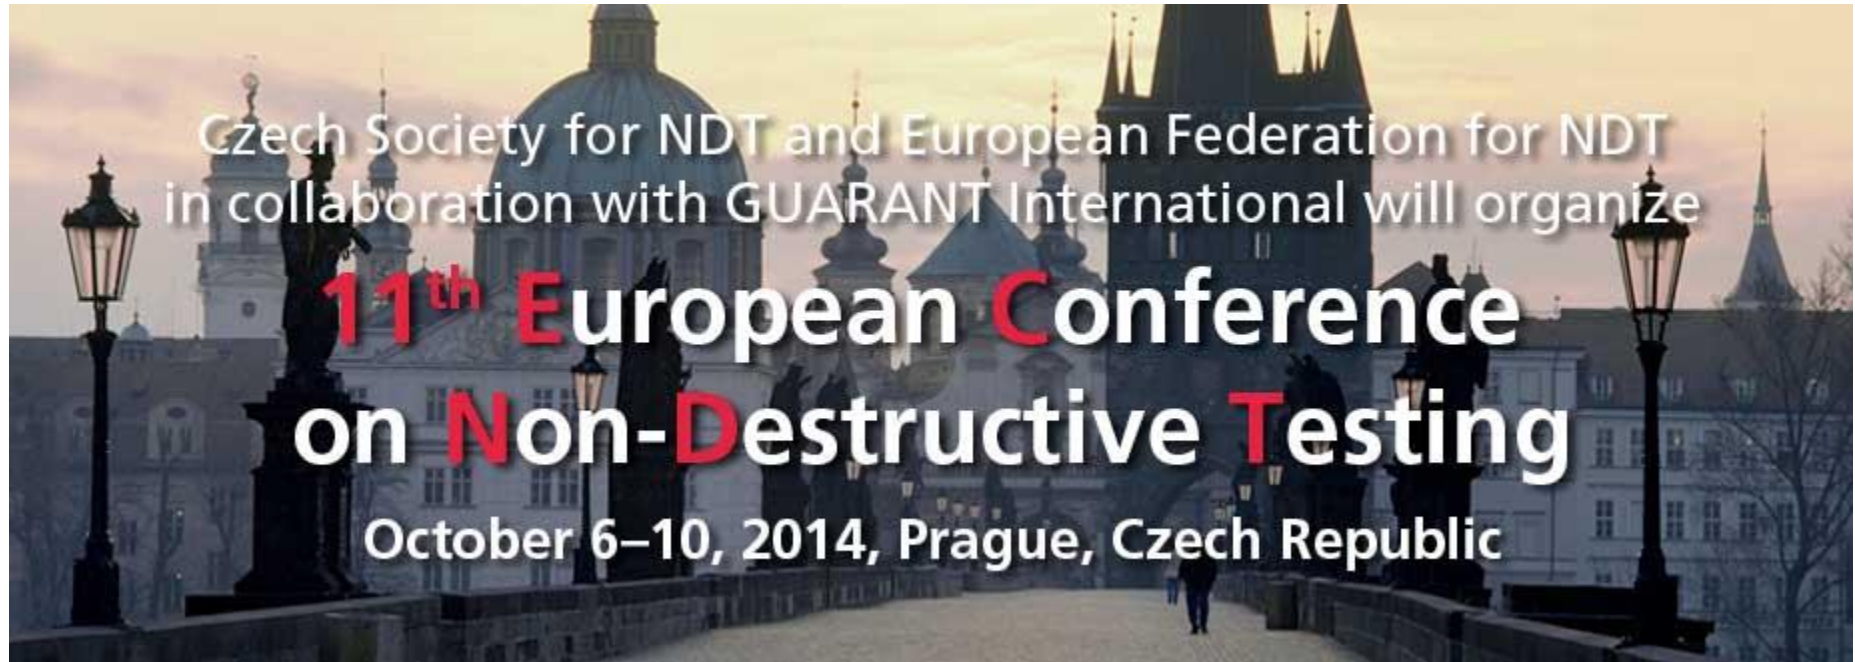 Czech Society for NDT and European Federation for NDT
in collaboration with GUARANT International will organize
11th European Conference
on Non-Destructive Testing
October 6–10, 2014, Prague, Czech Republic